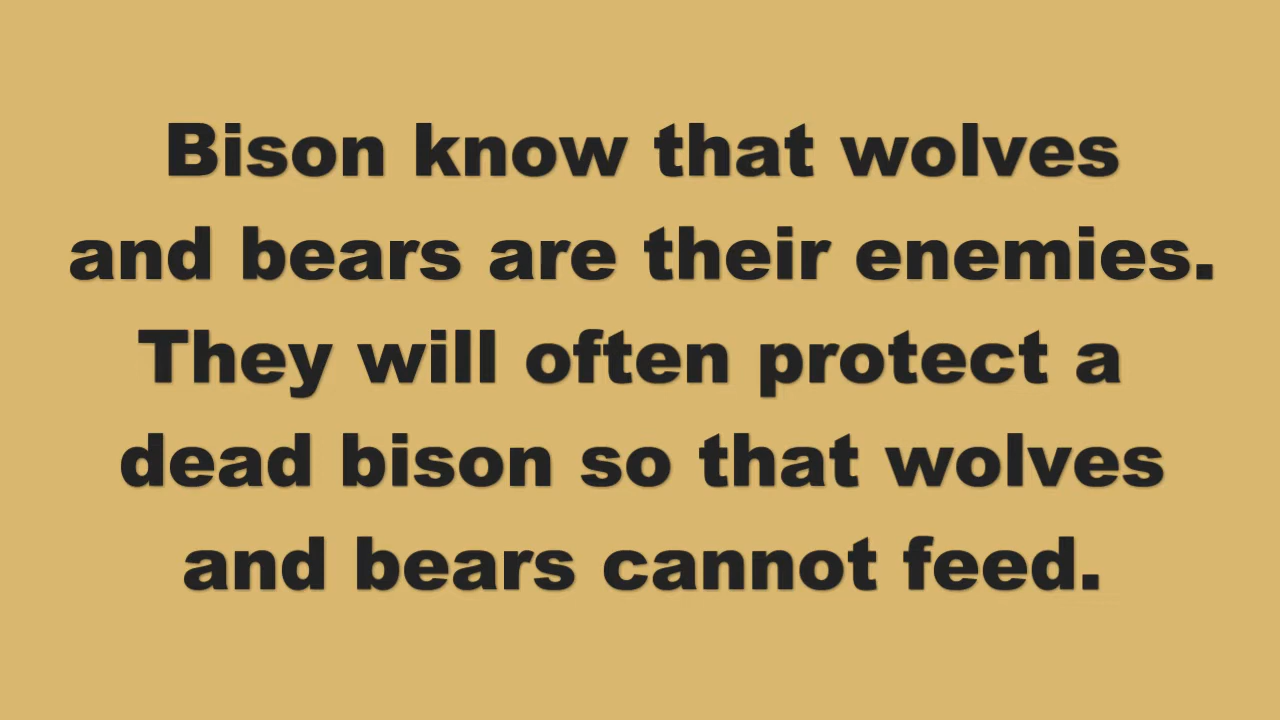 Bison know that wolves
and bears are their enemies.
They will often protect a
dead bison so that wolves
and bears cannot feed.